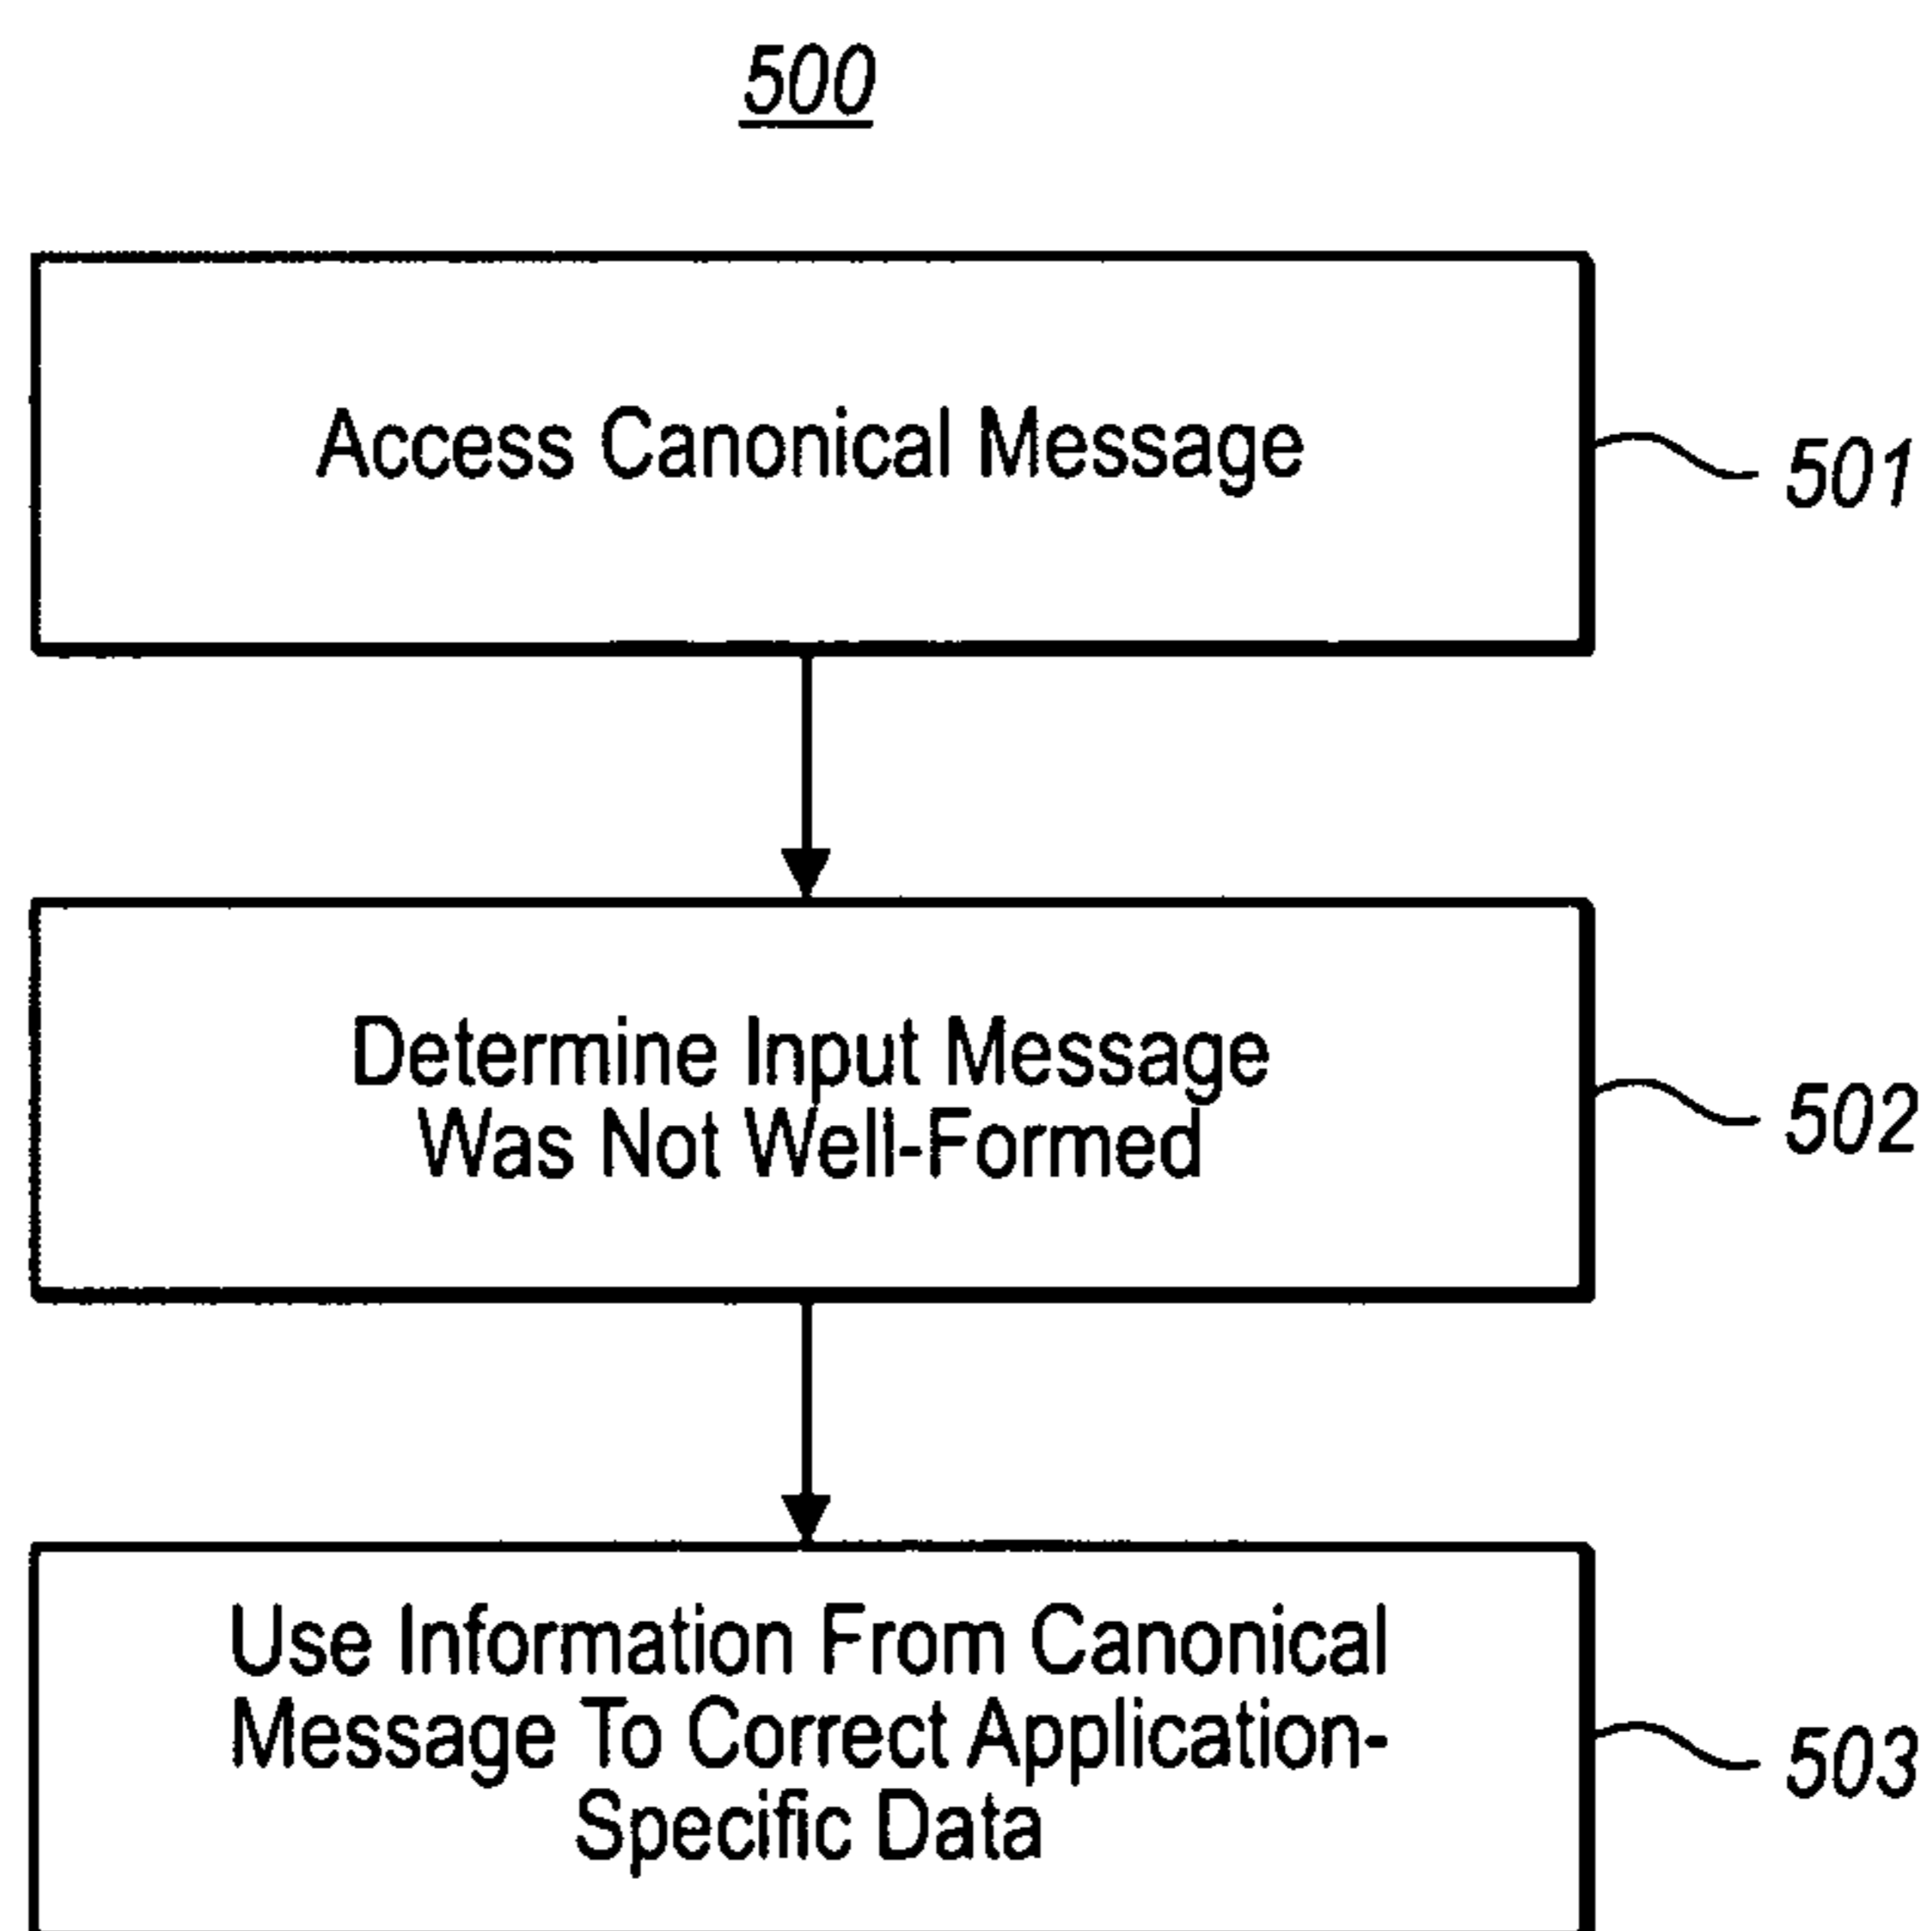 500
Access Canonical Message
501
Determine Input Message
Was Not Well-Formed
502
Use Information From Canonical
Message To Correct Application-
Specific Data
503